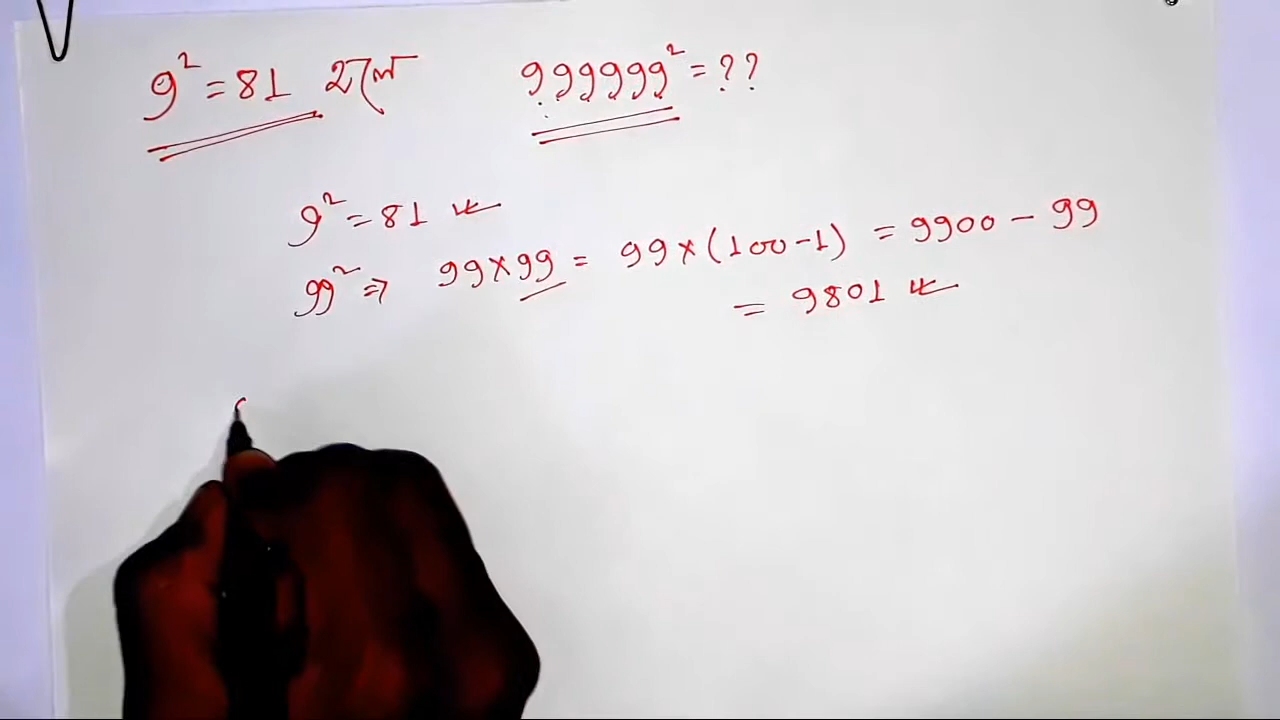 9² = 81 হলে 999999² = ??
9² = 81
99² ⇒ 99 × 99 = 99 × (100 - 1) = 9900 - 99
= 9801